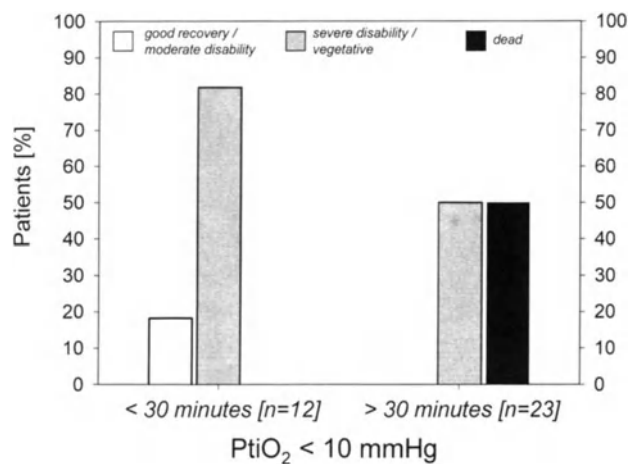 100
90
80
70
60
50
40
30
20
10
0
Patients [%]
good recovery /
moderate disability
severe disability /
vegetative
dead
100
90
80
70
60
50
40
30
20
10
0
< 30 minutes [n=12]
> 30 minutes [n=23]
PtiO₂ < 10 mmHg